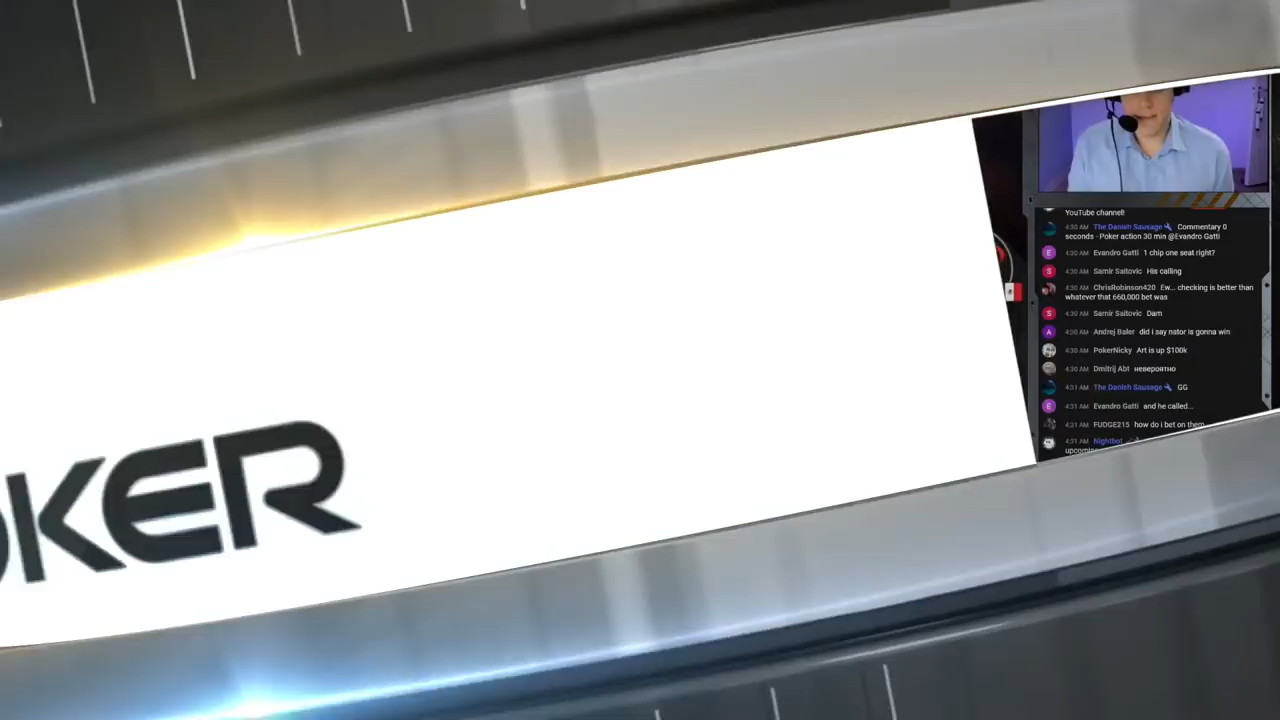 YouTube channel!
4:30 AM The Danish Sausage Commentary 0
seconds - Poker action 30 min @Evandro Gatti
E 4:30 AM Evandro Gatti 1 chip one seat right?
S 4:30 AM Samir Saitovic His calling
4:30 AM ChrisRobinson420 Ew... checking is better than
whatever that 660,000 bet was
S 4:30 AM Samir Saitovic Dam
A 4:30 AM Andrej Baler did i say nator is gonna win
4:30 AM PokerNicky Art is up $100k
4:30 AM Dmitrij Abt невероятно
4:31 AM The Danish Sausage GG
E 4:31 AM Evandro Gatti and he called...
4:31 AM FUDGE215 how do i bet on them
4:31 AM Nightbot
upcoming
OKER